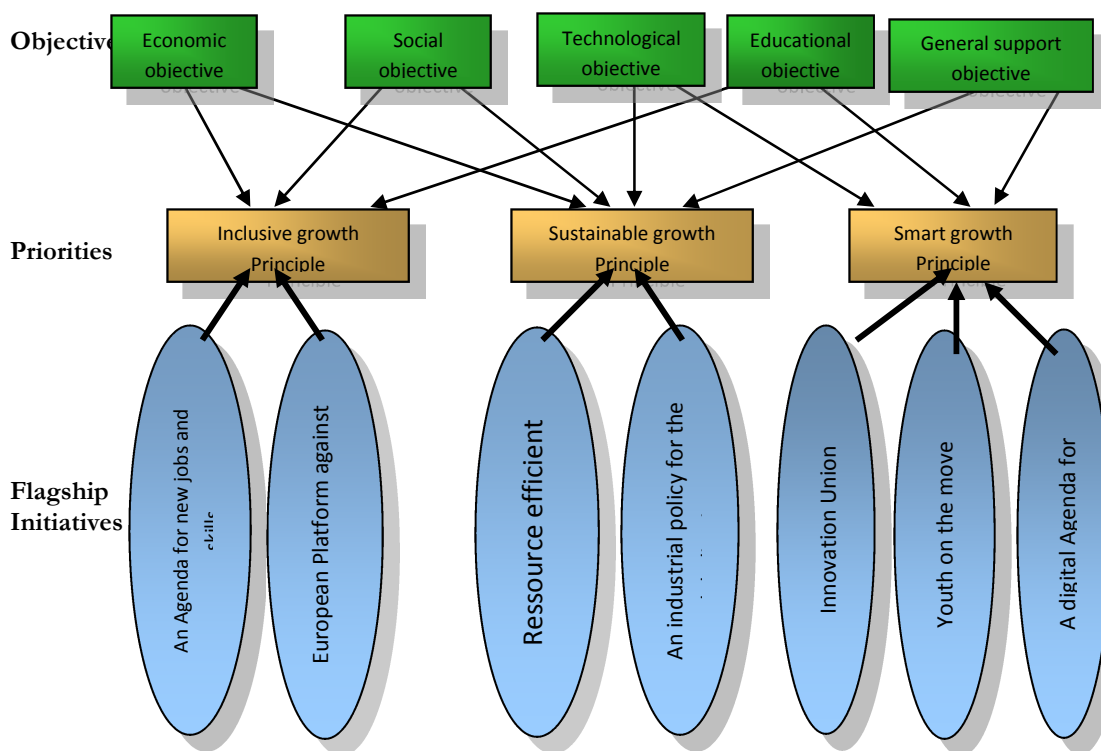 Objective
Economic
objective
Social
objective
Technological
objective
Educational
objective
General support
objective
Priorities
Inclusive growth
Principle
Sustainable growth
Principle
Smart growth
Principle
Flagship
Initiatives
An Agenda for new jobs and
skills
European Platform against
Ressource efficient
An industrial policy for the
Innovation Union
Youth on the move
A digital Agenda for